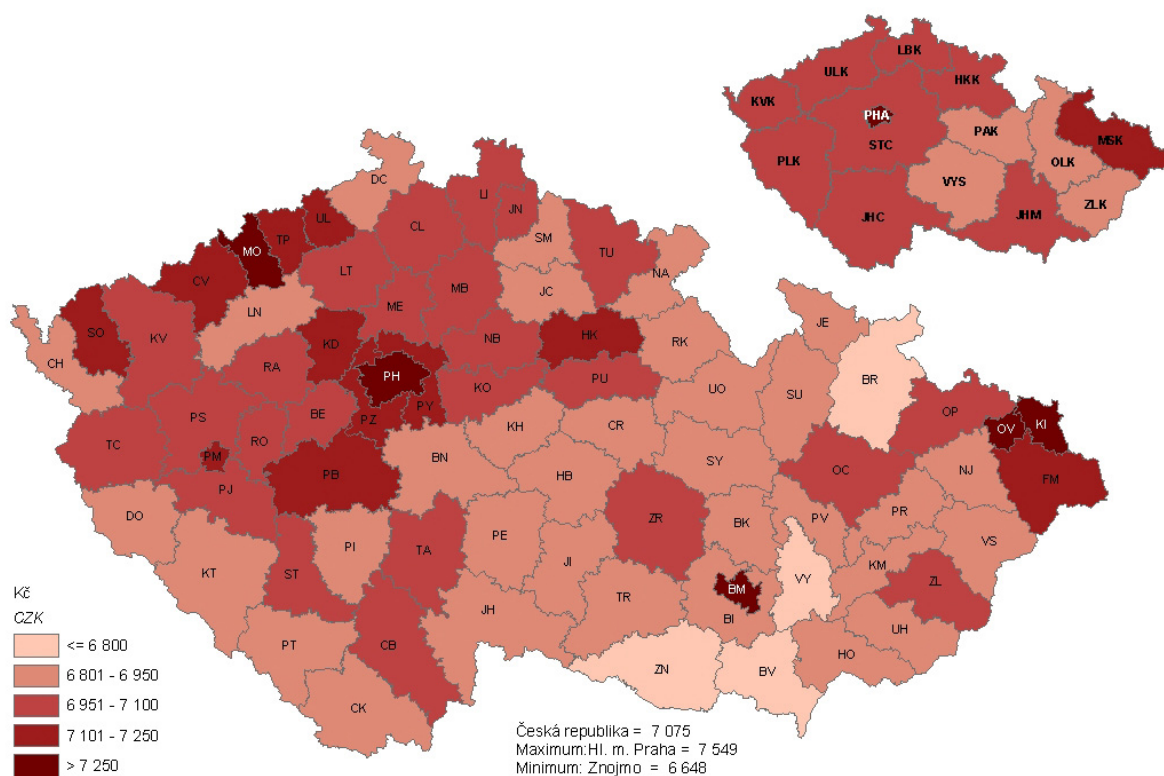 LBK
ULK
HKK
KVK
PHA
PAK
MSK
STC
OLK
PLK
VYS
ZLK
JHC
JHM
DC
LI
JN
UL
CL
MO
TP
SM
TU
CV
LT
NA
MB
JC
ME
LN
SO
KV
JE
CH
KD
HK
NB
RK
RA
PH
BR
KO
PU
UO
SU
PS
BE
PY
PZ
OP
KI
OV
TC
RO
KH
CR
PM
BN
SY
PB
HB
OC
NJ
FM
PJ
DO
ZR
BK
PV
PR
PI
TA
PE
VS
KT
ST
JI
KM
VY
ZL
BM
TR
JH
BI
UH
PT
CB
HO
ZN
BV
CK
Kč
CZK
<= 6 800
6 801 - 6 950
6 951 - 7 100
7 101 - 7 250
> 7 250
Česká republika = 7 075
Maximum:Hl. m. Praha = 7 549
Minimum: Znojmo = 6 648